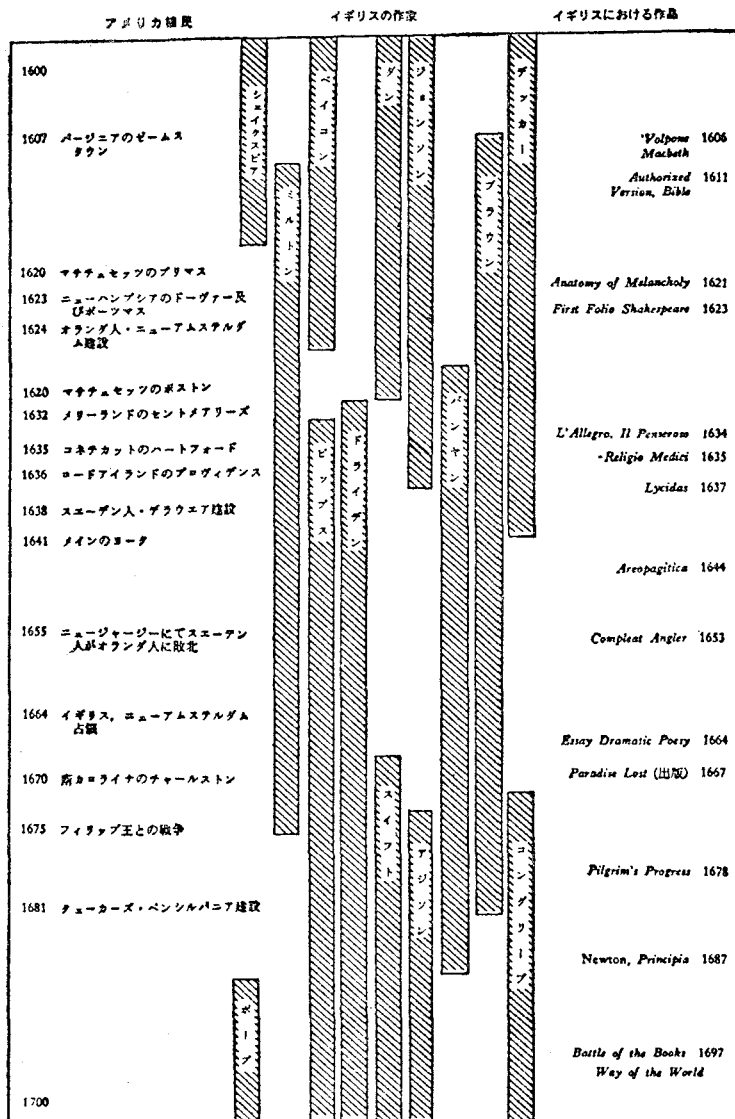 アメリカ植民
イギリスの作家
イギリスにおける作品
1600
1607 バージニアのゼームス
タウン
1620 マサチュセッツのプリマス
1623 ニューハンプシアのドーヴァー及
びポーツマス
1624 オランダ人・ニューアムステルダ
ム建設
1620 マサチュセッツのボストン
1632 メリーランドのセントメアリーズ
1635 コネチカットのハートフォード
1636 ロードアイランドのプロヴィデンス
1638 スエーデン人・デラウエア建設
1641 メインのヨータ
1655 ニュージャージーにてスエーデン
人がオランダ人に敗北
1664 イギリス，ニューアムステルダム
占領
1670 南カロライナのチャールストン
1675 フィリップ王との戦争
1681 クェーカーズ・ペンシルバニア建設
1700
シェイクスピア
ミルトン
ベイコン
ダン
ジョンソン
ブラウン
デッカー
バンヤン
ピップス
ドライデン
スイフト
アジソン
コングリーブ
ポープ
Volpone 1606
Macbeth
Authorized 1611
Version, Bible
Anatomy of Melancholy 1621
First Folio Shakespeare 1623
L'Allegro, Il Penseroso 1634
Religio Medici 1635
Lycidas 1637
Areopagitica 1644
Compleat Angler 1653
Essay Dramatic Poesy 1664
Paradise Lost (出版) 1667
Pilgrim's Progress 1678
Newton, Principia 1687
Battle of the Books 1697
Way of the World